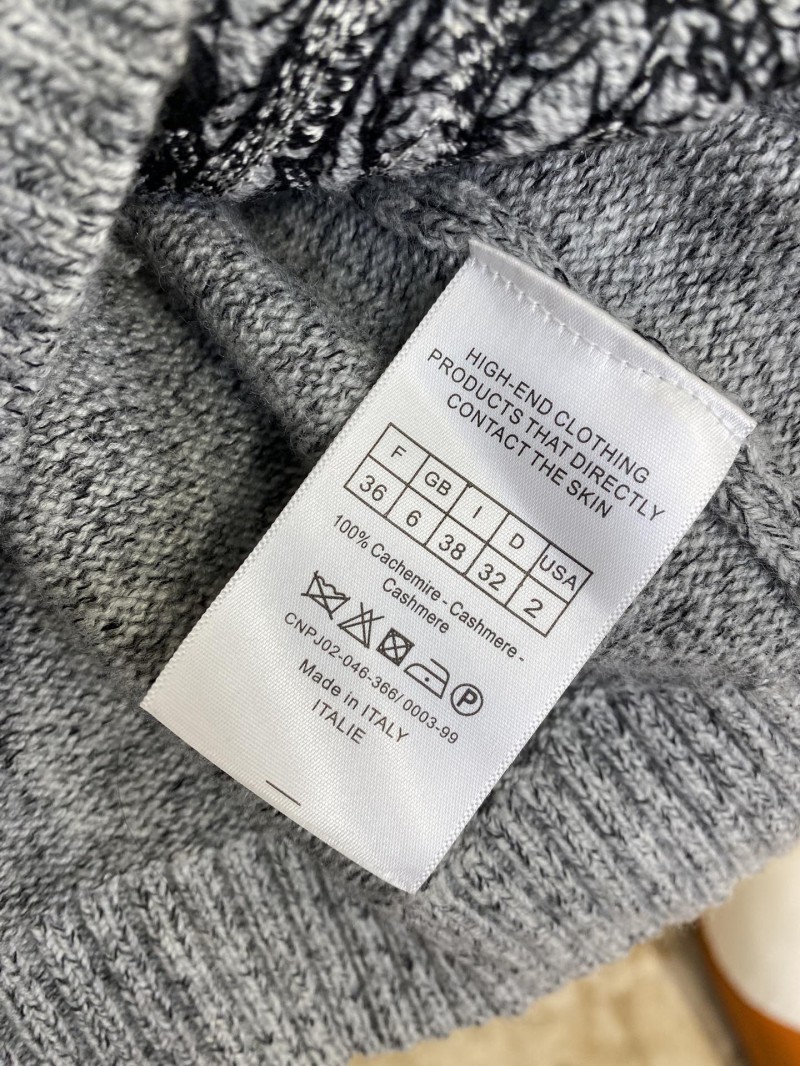 HIGH-END CLOTHING
PRODUCTS THAT DIRECTLY
CONTACT THE SKIN
F GB I D USA
36 6 38 32 2
100% Cachemire - Cashmere -
Cashmere
P
CNPJ02-046-366/0003-99
Made in ITALY
ITALIE